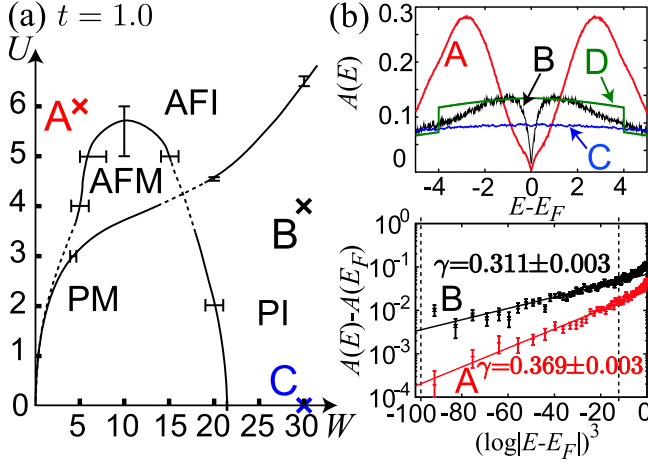 (a) t = 1.0
U
6
5
4
3
2
1
0
A
AFI
AFM
B
PM
PI
C
5
10
15
20
25
30
W
(b)
0.3
0.2
0.1
0
A(E)
A
B
D
C
-4
-2
0
2
4
E-E_F
10^0
10^-1
10^-2
10^-3
10^-4
A(E)-A(E_F)
γ=0.311±0.003
B
A
γ=0.369±0.003
-100
-80
-60
-40
-20
0
(log|E-E_F|)^3